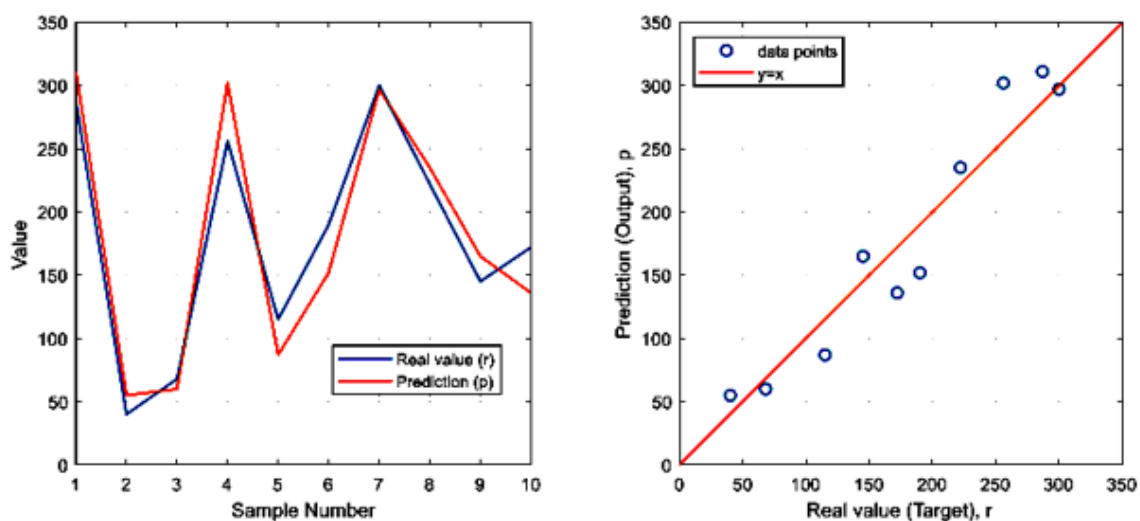 350
300
250
200
150
100
50
0
Value
1 2 3 4 5 6 7 8 9 10
Sample Number
Real value (r)
Prediction (p)
350
300
250
200
150
100
50
0
Prediction (Output), p
0 50 100 150 200 250 300 350
Real value (Target), r
data points
y=x